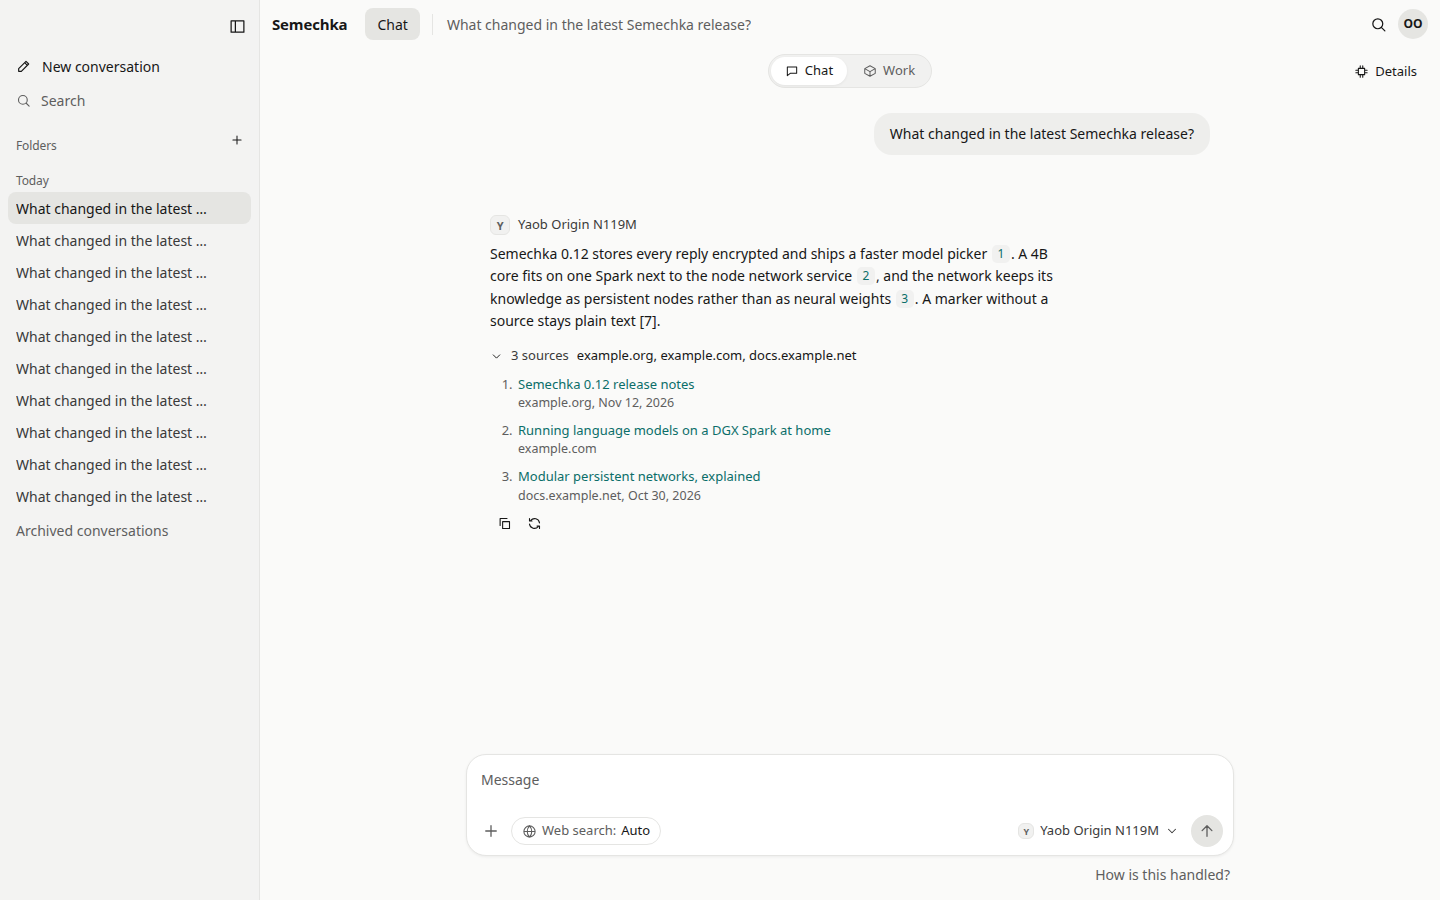 Semechka
Chat
What changed in the latest Semechka release?
OO
New conversation
Search
Folders
Today
What changed in the latest ...
What changed in the latest ...
What changed in the latest ...
What changed in the latest ...
What changed in the latest ...
What changed in the latest ...
What changed in the latest ...
What changed in the latest ...
What changed in the latest ...
What changed in the latest ...
Archived conversations
Chat
Work
Details
What changed in the latest Semechka release?
Y Yaob Origin N119M
Semechka 0.12 stores every reply encrypted and ships a faster model picker 1 . A 4B
core fits on one Spark next to the node network service 2 , and the network keeps its
knowledge as persistent nodes rather than as neural weights 3 . A marker without a
source stays plain text [7].
3 sources example.org, example.com, docs.example.net
1. Semechka 0.12 release notes
example.org, Nov 12, 2026
2. Running language models on a DGX Spark at home
example.com
3. Modular persistent networks, explained
docs.example.net, Oct 30, 2026
Message
Web search: Auto
Y Yaob Origin N119M
How is this handled?